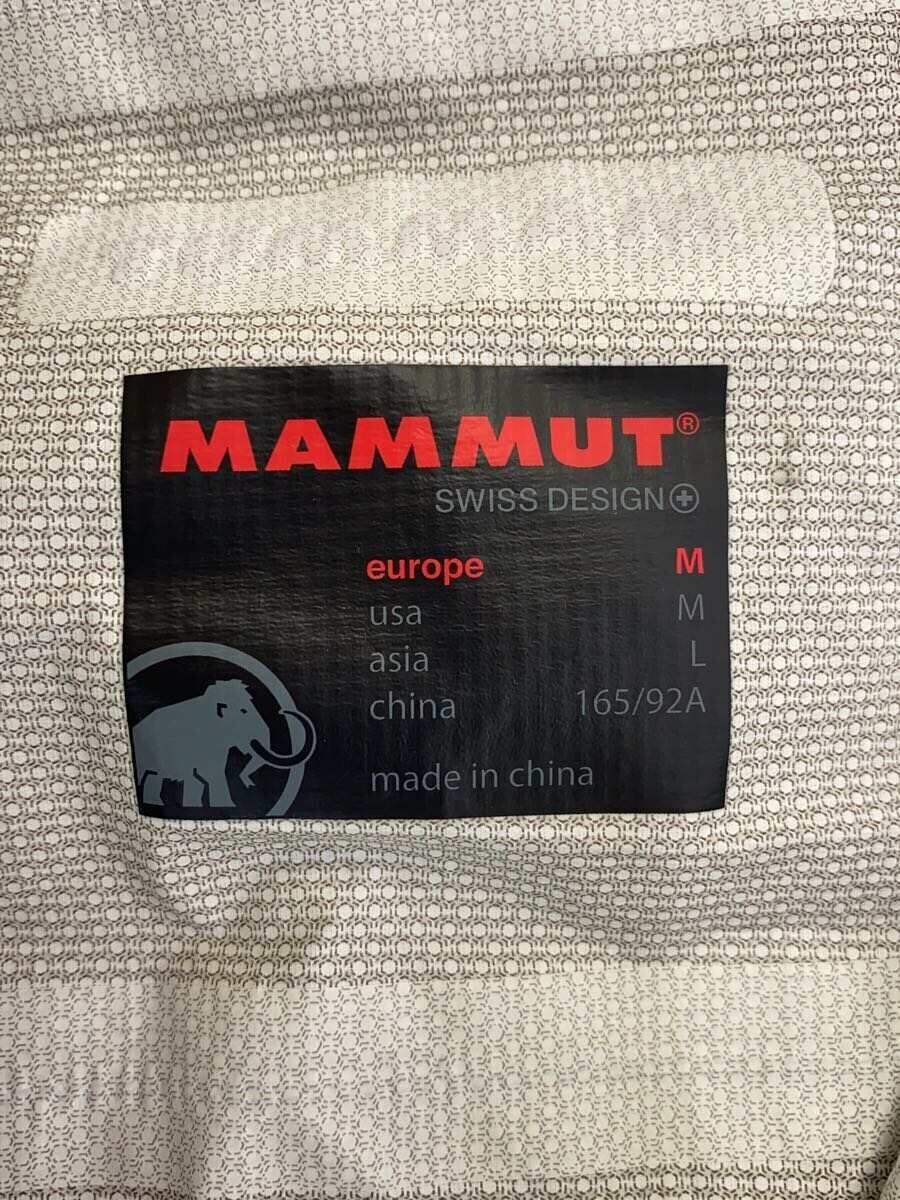 MAMMUT®
SWISS DESIGN
europe M
usa M
asia L
china 165/92A
made in china